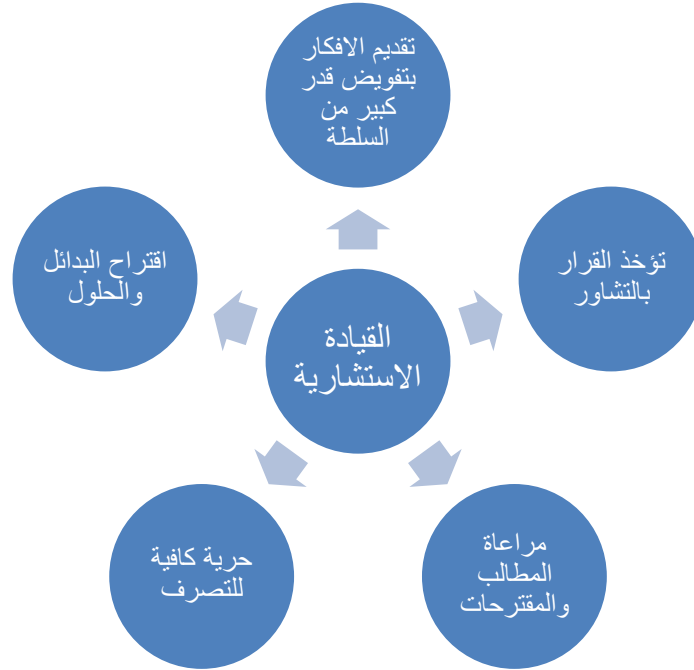 تقديم الافكار
بتفويض قدر
كبير من
السلطة
تؤخذ القرار
بالتشاور
مراعاة
المطالب
والمقترحات
حرية كافية
للتصرف
اقتراح البدائل
والحلول
القيادة
الاستشارية